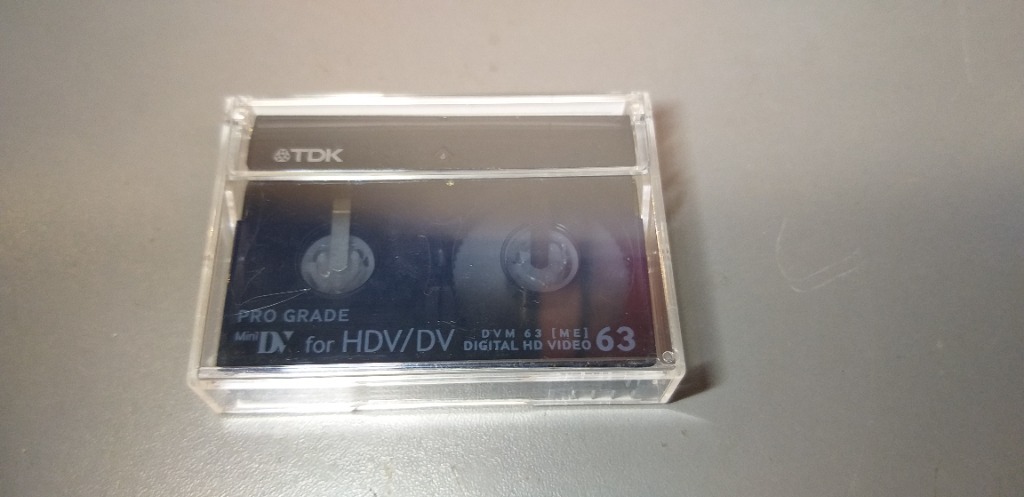 TDK
PRO GRADE
Mini DV for HDV/DV
DVM 63 [ME]
DIGITAL HD VIDEO 63